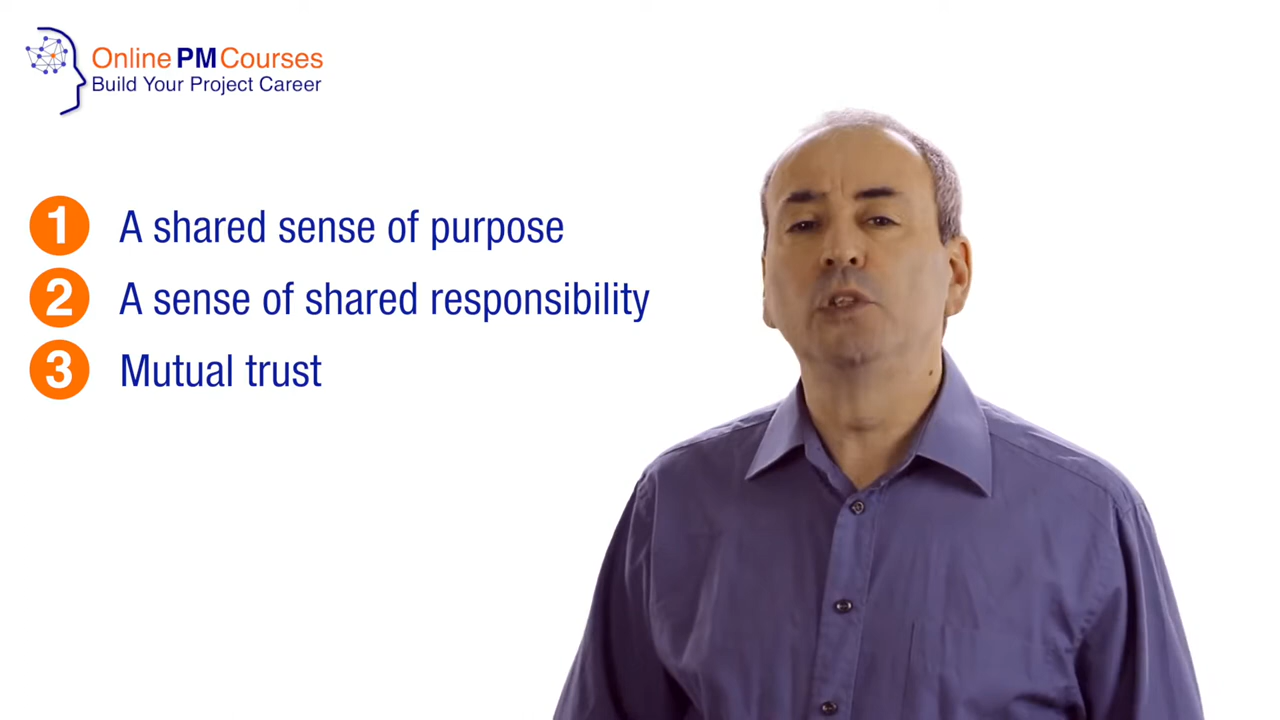 Online PM Courses
Build Your Project Career
1 A shared sense of purpose
2 A sense of shared responsibility
3 Mutual trust